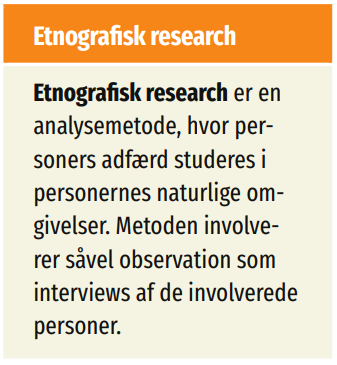 Etnografisk research
Etnografisk research er en
analysemetode, hvor per-
soners adfærd studeres i
personernes naturlige om-
givelser. Metoden involve-
rer såvel observation som
interviews af de involverede
personer.